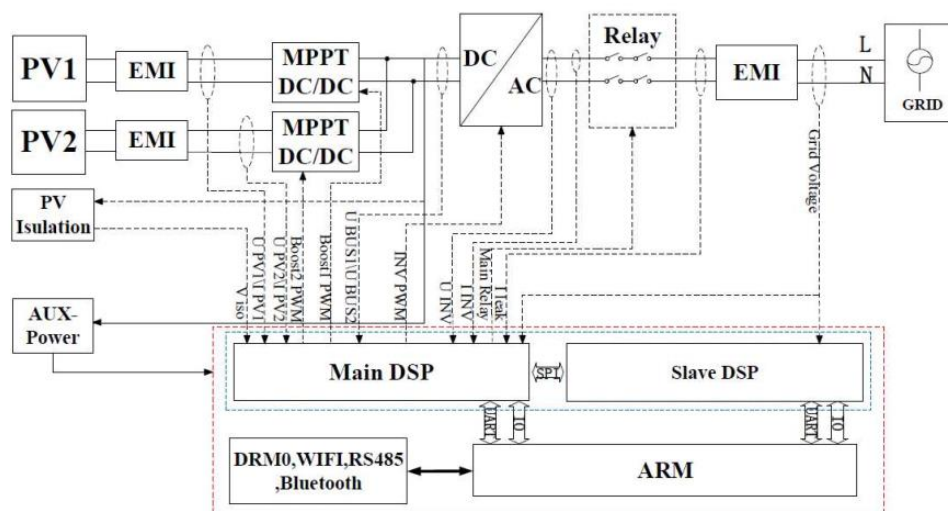 PV1
EMI
MPPT
DC/DC
DC
AC
Relay
EMI
L
N
GRID
PV2
EMI
MPPT
DC/DC
PV
Isulation
Grid Voltage
V iso
U PV1\I PV1
U PV2\I PV2
Boost2 PWM
Boost1 PWM
U BUS1\U BUS2
INV PWM
U INV
I INV
Main Relay
I leak
AUX-
Power
Main DSP
SPI
Slave DSP
UART
IO
UART
IO
DRM0,WIFI,RS485
,Bluetooth
ARM